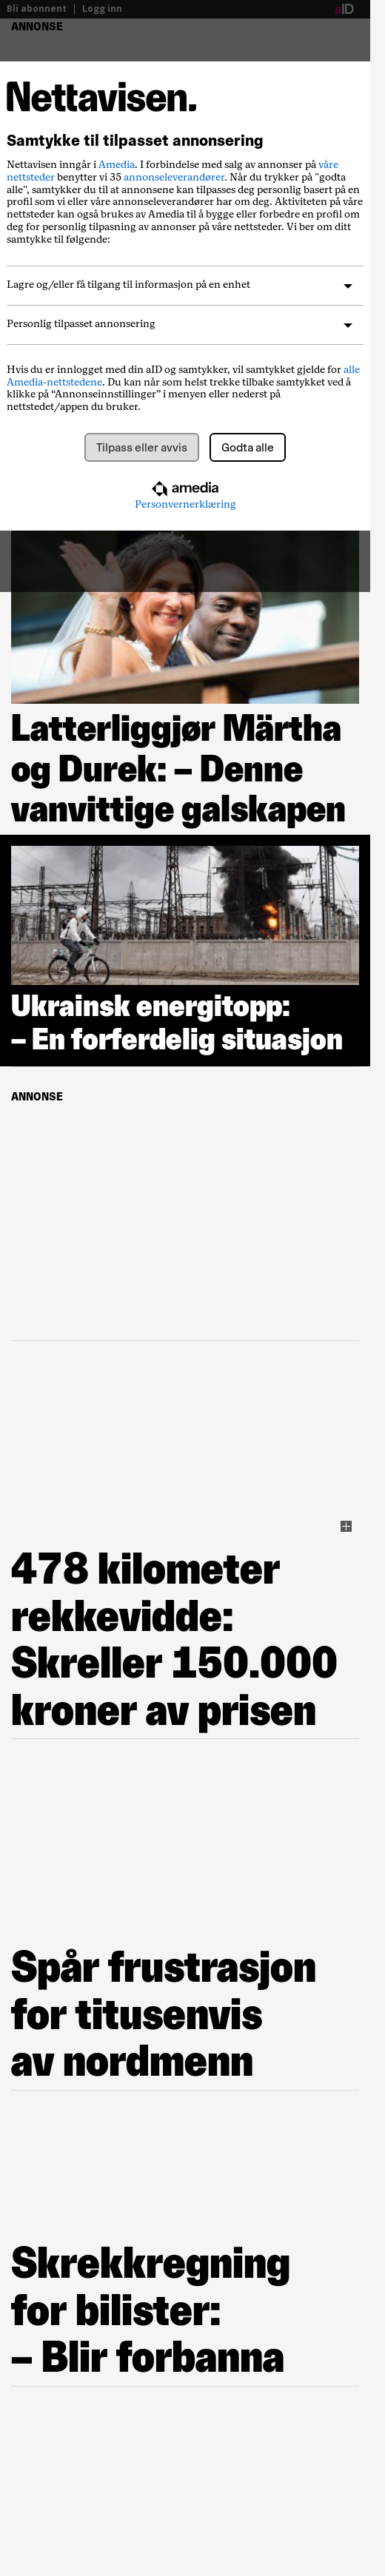 Bli abonnent | Logg inn
aID
ANNONSE
Nettavisen.
Samtykke til tilpasset annonsering
Nettavisen inngår i Amedia. I forbindelse med salg av annonser på våre
nettsteder benytter vi 35 annonseleverandører. Når du trykker på "godta
alle", samtykker du til at annonsene kan tilpasses deg personlig basert på en
profil som vi eller våre annonseleverandører har om deg. Aktiviteten på våre
nettsteder kan også brukes av Amedia til å bygge eller forbedre en profil om
deg for personlig tilpasning av annonser på våre nettsteder. Vi ber om ditt
samtykke til følgende:
Lagre og/eller få tilgang til informasjon på en enhet
Personlig tilpasset annonsering
Hvis du er innlogget med din aID og samtykker, vil samtykket gjelde for alle
Amedia-nettstedene. Du kan når som helst trekke tilbake samtykket ved å
klikke på “Annonseinnstillinger” i menyen eller nederst på
nettstedet/appen du bruker.
Tilpass eller avvis
Godta alle
amedia
Personvernerklæring
Latterliggjør Märtha
og Durek: – Denne
vanvittige galskapen
Ukrainsk energitopp:
– En forferdelig situasjon
ANNONSE
478 kilometer
rekkevidde:
Skreller 150.000
kroner av prisen
Spår frustrasjon
for titusenvis
av nordmenn
Skrekkregning
for bilister:
– Blir forbanna